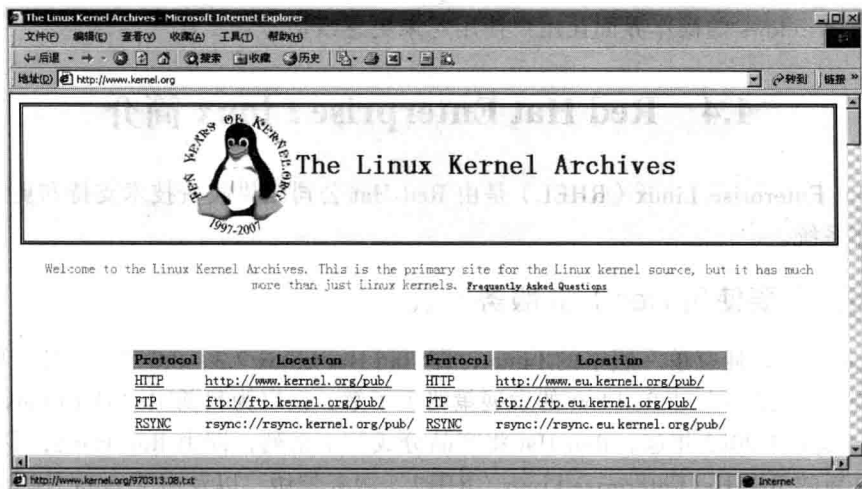 The Linux Kernel Archives - Microsoft Internet Explorer
文件(F) 编辑(E) 查看(V) 收藏(A) 工具(T) 帮助(H)
后退 搜索 收藏 历史
地址(D) http://www.kernel.org 转到 链接 »
TEN YEARS OF KERNEL.ORG
1997-2007
The Linux Kernel Archives
Welcome to the Linux Kernel Archives. This is the primary site for the Linux kernel source, but it has much
more than just Linux kernels. Frequently Asked Questions
Protocol Location Protocol Location
HTTP http://www.kernel.org/pub/ HTTP http://www.eu.kernel.org/pub/
FTP ftp://ftp.kernel.org/pub/ FTP ftp://ftp.eu.kernel.org/pub/
RSYNC rsync://rsync.kernel.org/pub/ RSYNC rsync://rsync.eu.kernel.org/pub/
http://www.kernel.org/970313.08.txt Internet